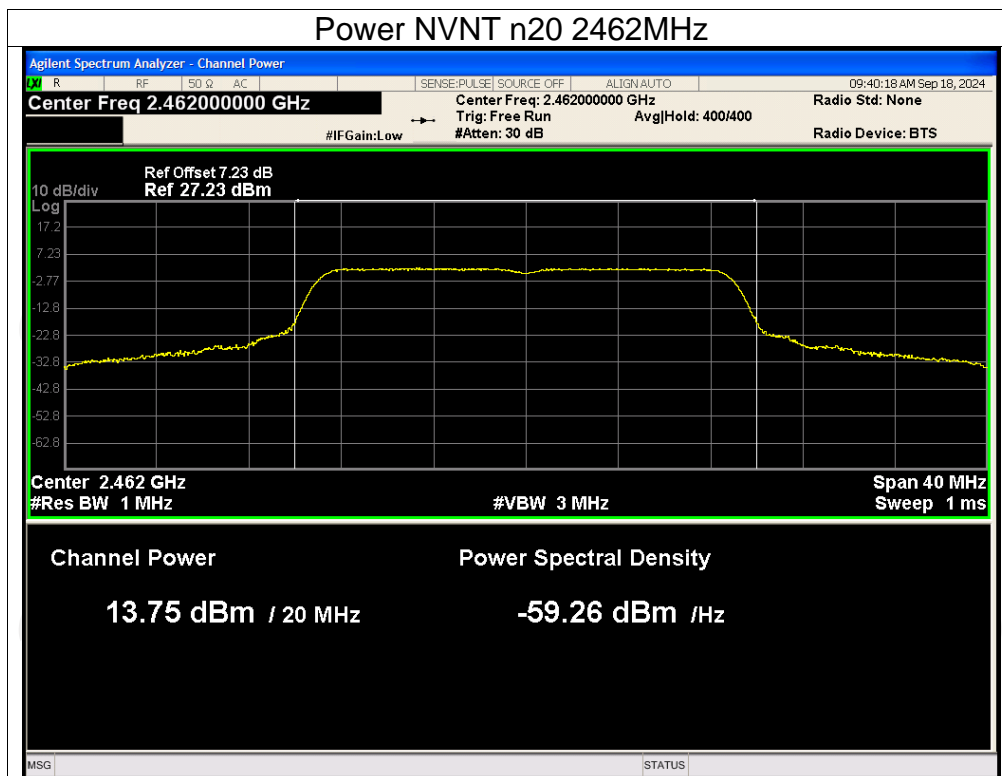 Power NVNT n20 2462MHz
Agilent Spectrum Analyzer - Channel Power
LXI R RF 50 Ω AC SENSE:PULSE SOURCE OFF ALIGN AUTO 09:40:18 AM Sep 18, 2024
Center Freq 2.462000000 GHz Center Freq: 2.462000000 GHz Radio Std: None
Trig: Free Run Avg|Hold: 400/400
#IFGain:Low #Atten: 30 dB Radio Device: BTS
Ref Offset 7.23 dB
10 dB/div Ref 27.23 dBm
Log
17.2
7.23
-2.77
-12.8
-22.8
-32.8
-42.8
-52.8
-62.8
Center 2.462 GHz Span 40 MHz
#Res BW 1 MHz #VBW 3 MHz Sweep 1 ms
Channel Power Power Spectral Density
13.75 dBm / 20 MHz -59.26 dBm /Hz
MSG STATUS